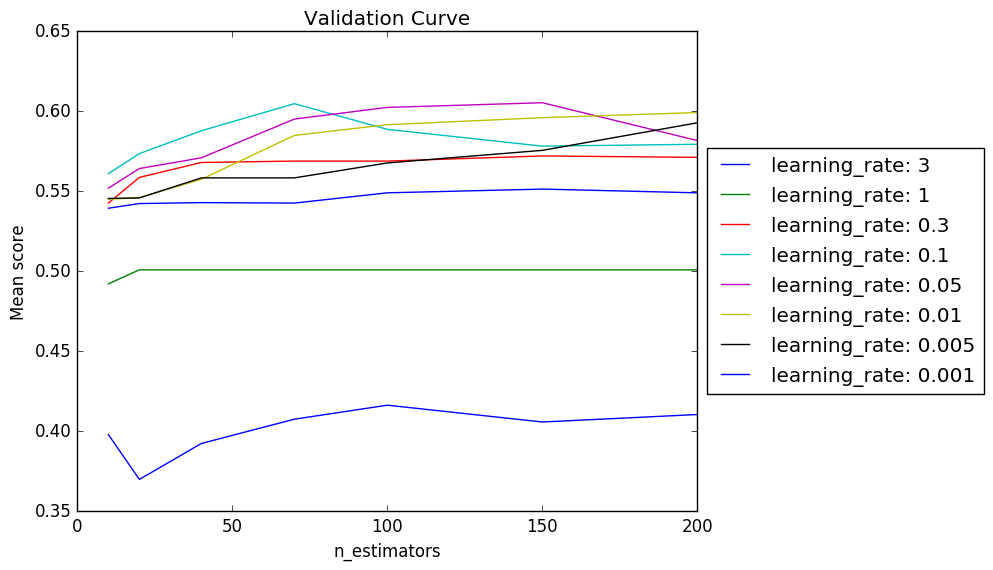 Validation Curve
0.65
0.60
0.55
0.50
0.45
0.40
0.35
Mean score
0 50 100 150 200
n_estimators
learning_rate: 3
learning_rate: 1
learning_rate: 0.3
learning_rate: 0.1
learning_rate: 0.05
learning_rate: 0.01
learning_rate: 0.005
learning_rate: 0.001